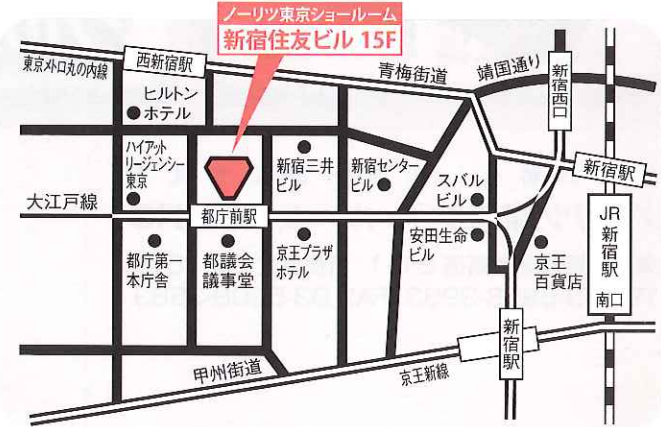 ノーリツ東京ショールーム
新宿住友ビル 15F
東京メトロ丸の内線
西新宿駅
青梅街道
靖国通り
新宿西口
ヒルトン
ホテル
ハイアット
リージェンシー
東京
新宿三井
ビル
新宿センター
ビル
スバル
ビル
新宿駅
大江戸線
都庁前駅
JR
新宿駅
南口
都庁第一
本庁舎
都議会
議事堂
京王プラザ
ホテル
安田生命
ビル
京王
百貨店
新宿駅
甲州街道
京王新線